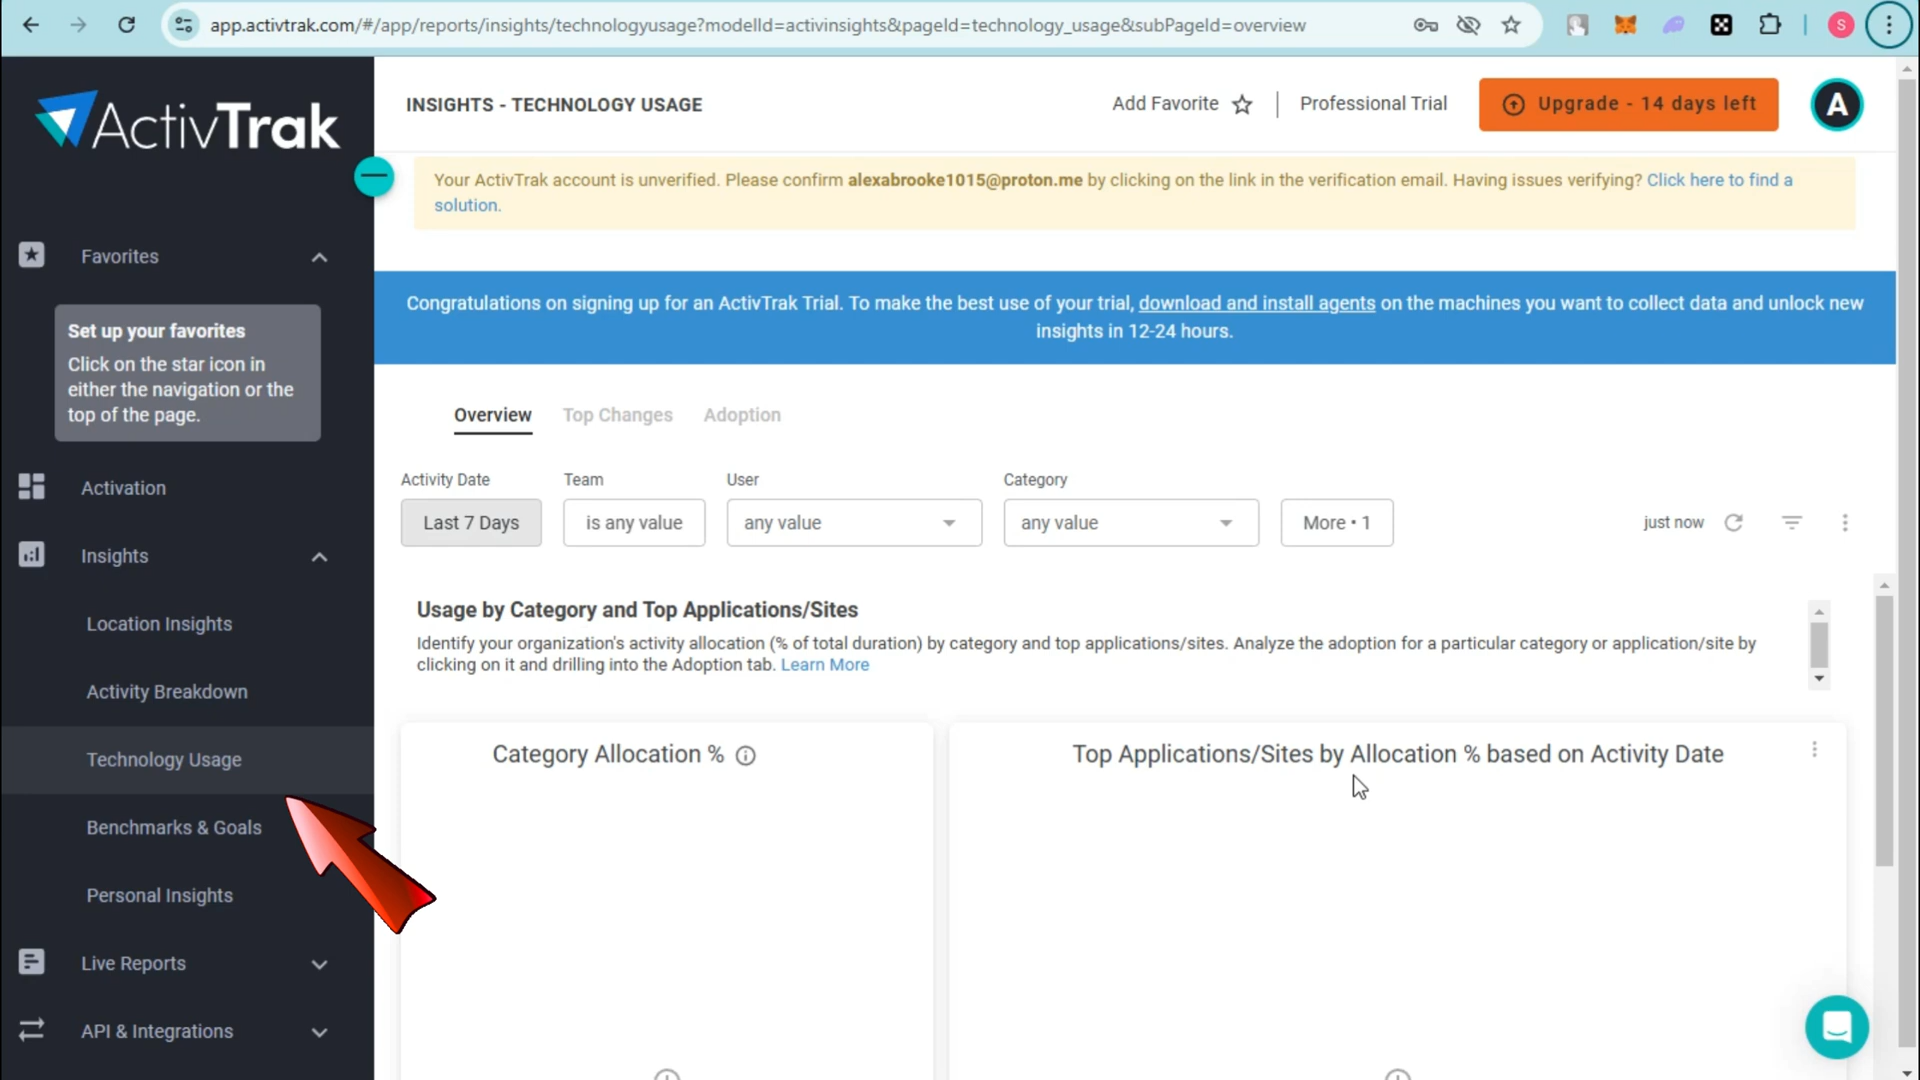 app.activtrak.com/#/app/reports/insights/technologyusage?modelId=activinsights&pageId=technology_usage&subPageId=overview
S
ActivTrak
INSIGHTS - TECHNOLOGY USAGE
Add Favorite
Professional Trial
Upgrade - 14 days left
A
Your ActivTrak account is unverified. Please confirm alexabrooke1015@proton.me by clicking on the link in the verification email. Having issues verifying? Click here to find a
solution.
Congratulations on signing up for an ActivTrak Trial. To make the best use of your trial, download and install agents on the machines you want to collect data and unlock new
insights in 12-24 hours.
Favorites
Set up your favorites
Click on the star icon in
either the navigation or the
top of the page.
Activation
Insights
Location Insights
Activity Breakdown
Technology Usage
Benchmarks & Goals
Personal Insights
Live Reports
API & Integrations
Overview
Top Changes
Adoption
Activity Date
Team
User
Category
Last 7 Days
is any value
any value
any value
More • 1
just now
Usage by Category and Top Applications/Sites
Identify your organization's activity allocation (% of total duration) by category and top applications/sites. Analyze the adoption for a particular category or application/site by
clicking on it and drilling into the Adoption tab. Learn More
Category Allocation %
Top Applications/Sites by Allocation % based on Activity Date